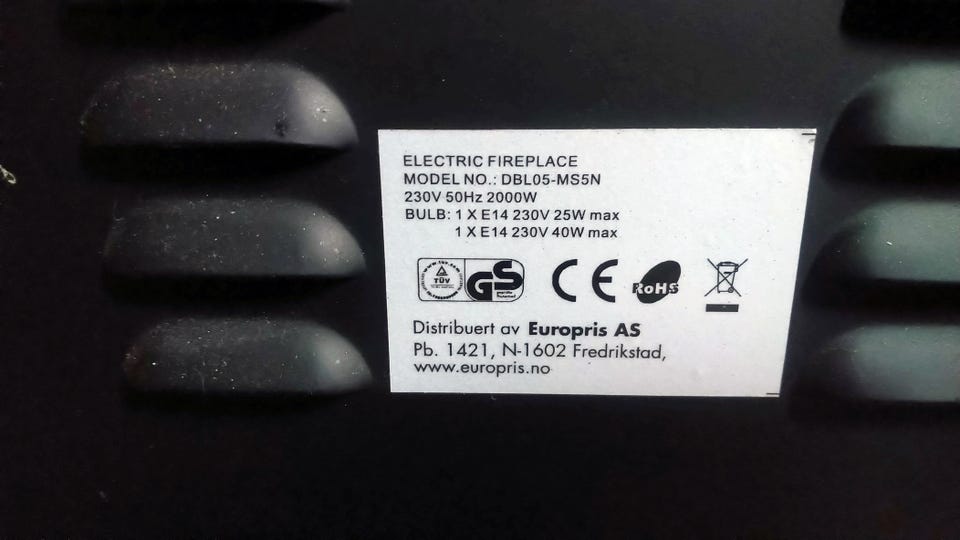 ELECTRIC FIREPLACE
MODEL NO.: DBL05-MS5N
230V 50Hz 2000W
BULB: 1 X E14 230V 25W max
1 X E14 230V 40W max
TÜV GS CE RoHS
Distribuert av Europris AS
Pb. 1421, N-1602 Fredrikstad,
www.europris.no